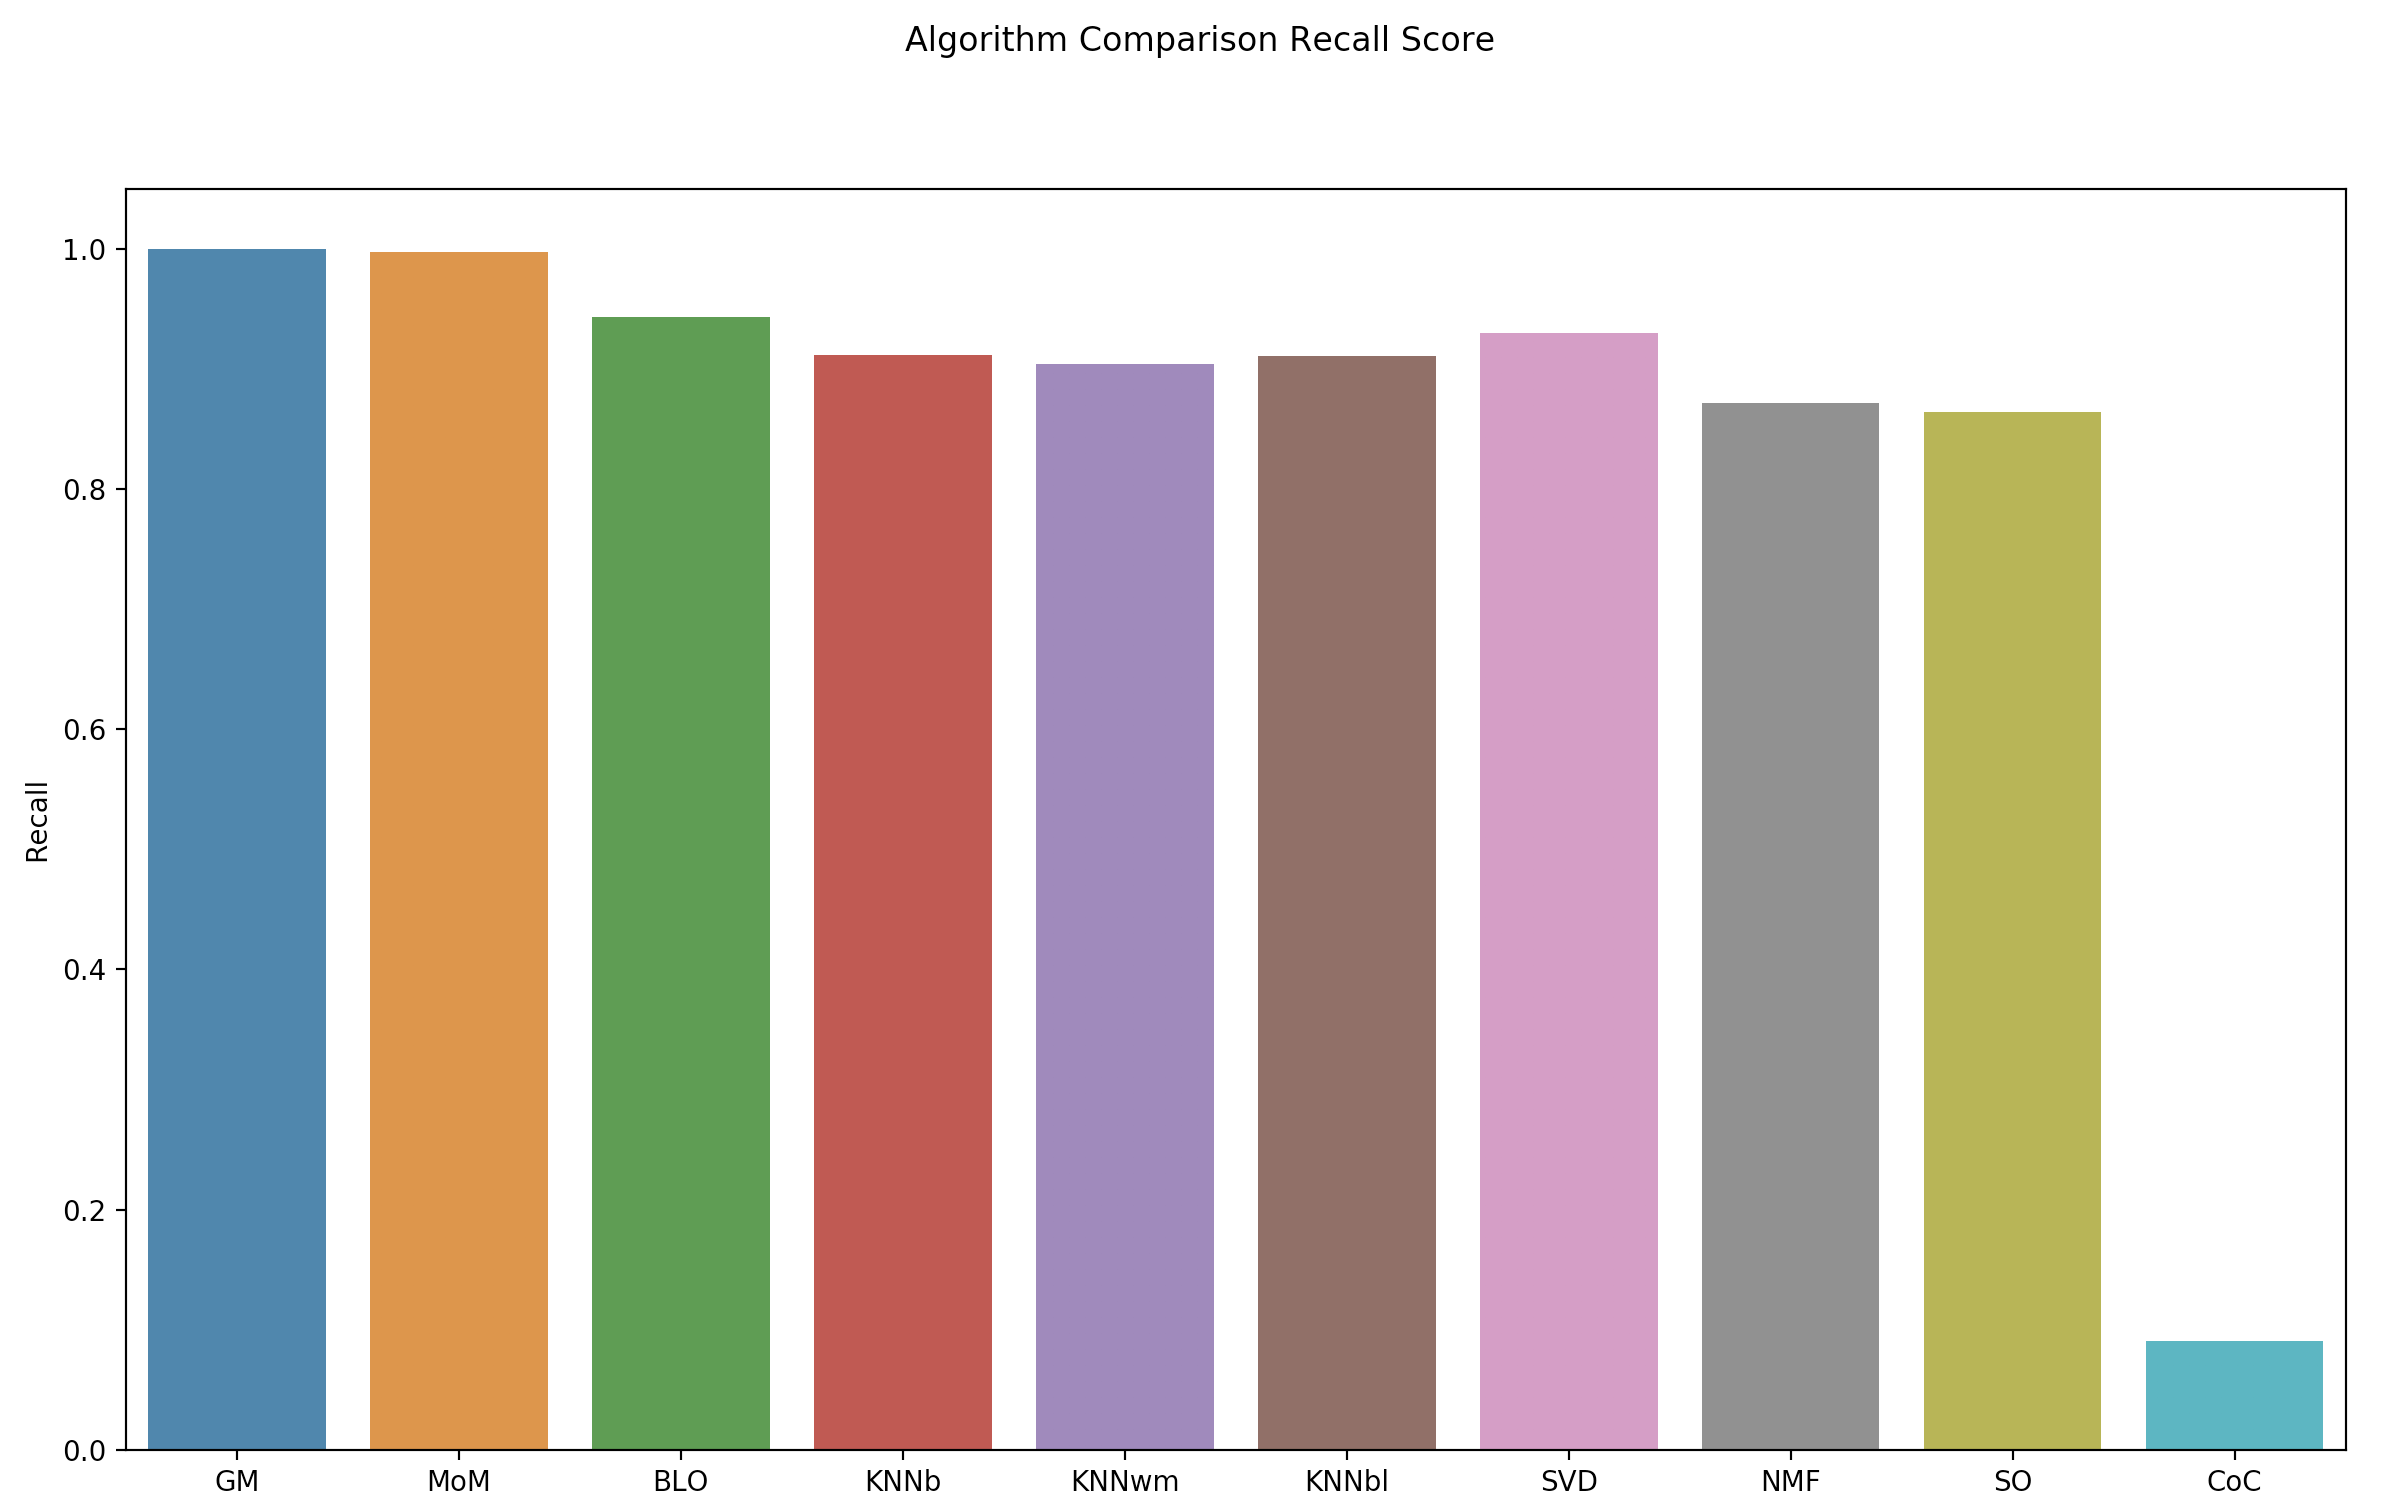 Algorithm Comparison Recall Score
1.0
0.8
0.6
0.4
0.2
0.0
Recall
GM MoM BLO KNNb KNNwm KNNbl SVD NMF SO CoC